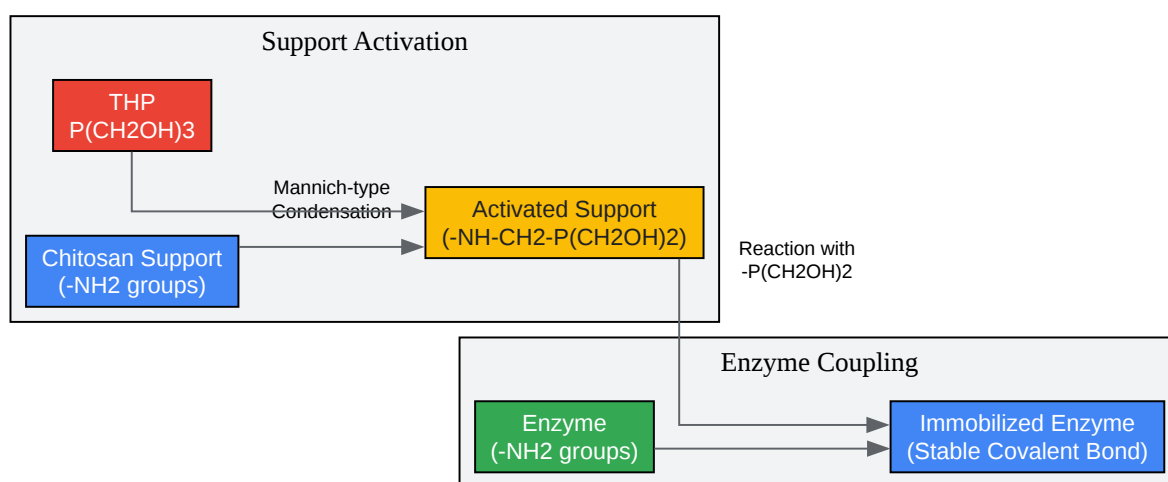 Support Activation
THP
P(CH2OH)3
Mannich-type
Condensation
Activated Support
(-NH-CH2-P(CH2OH)2)
Chitosan Support
(-NH2 groups)
Reaction with
-P(CH2OH)2
Enzyme Coupling
Enzyme
(-NH2 groups)
Immobilized Enzyme
(Stable Covalent Bond)